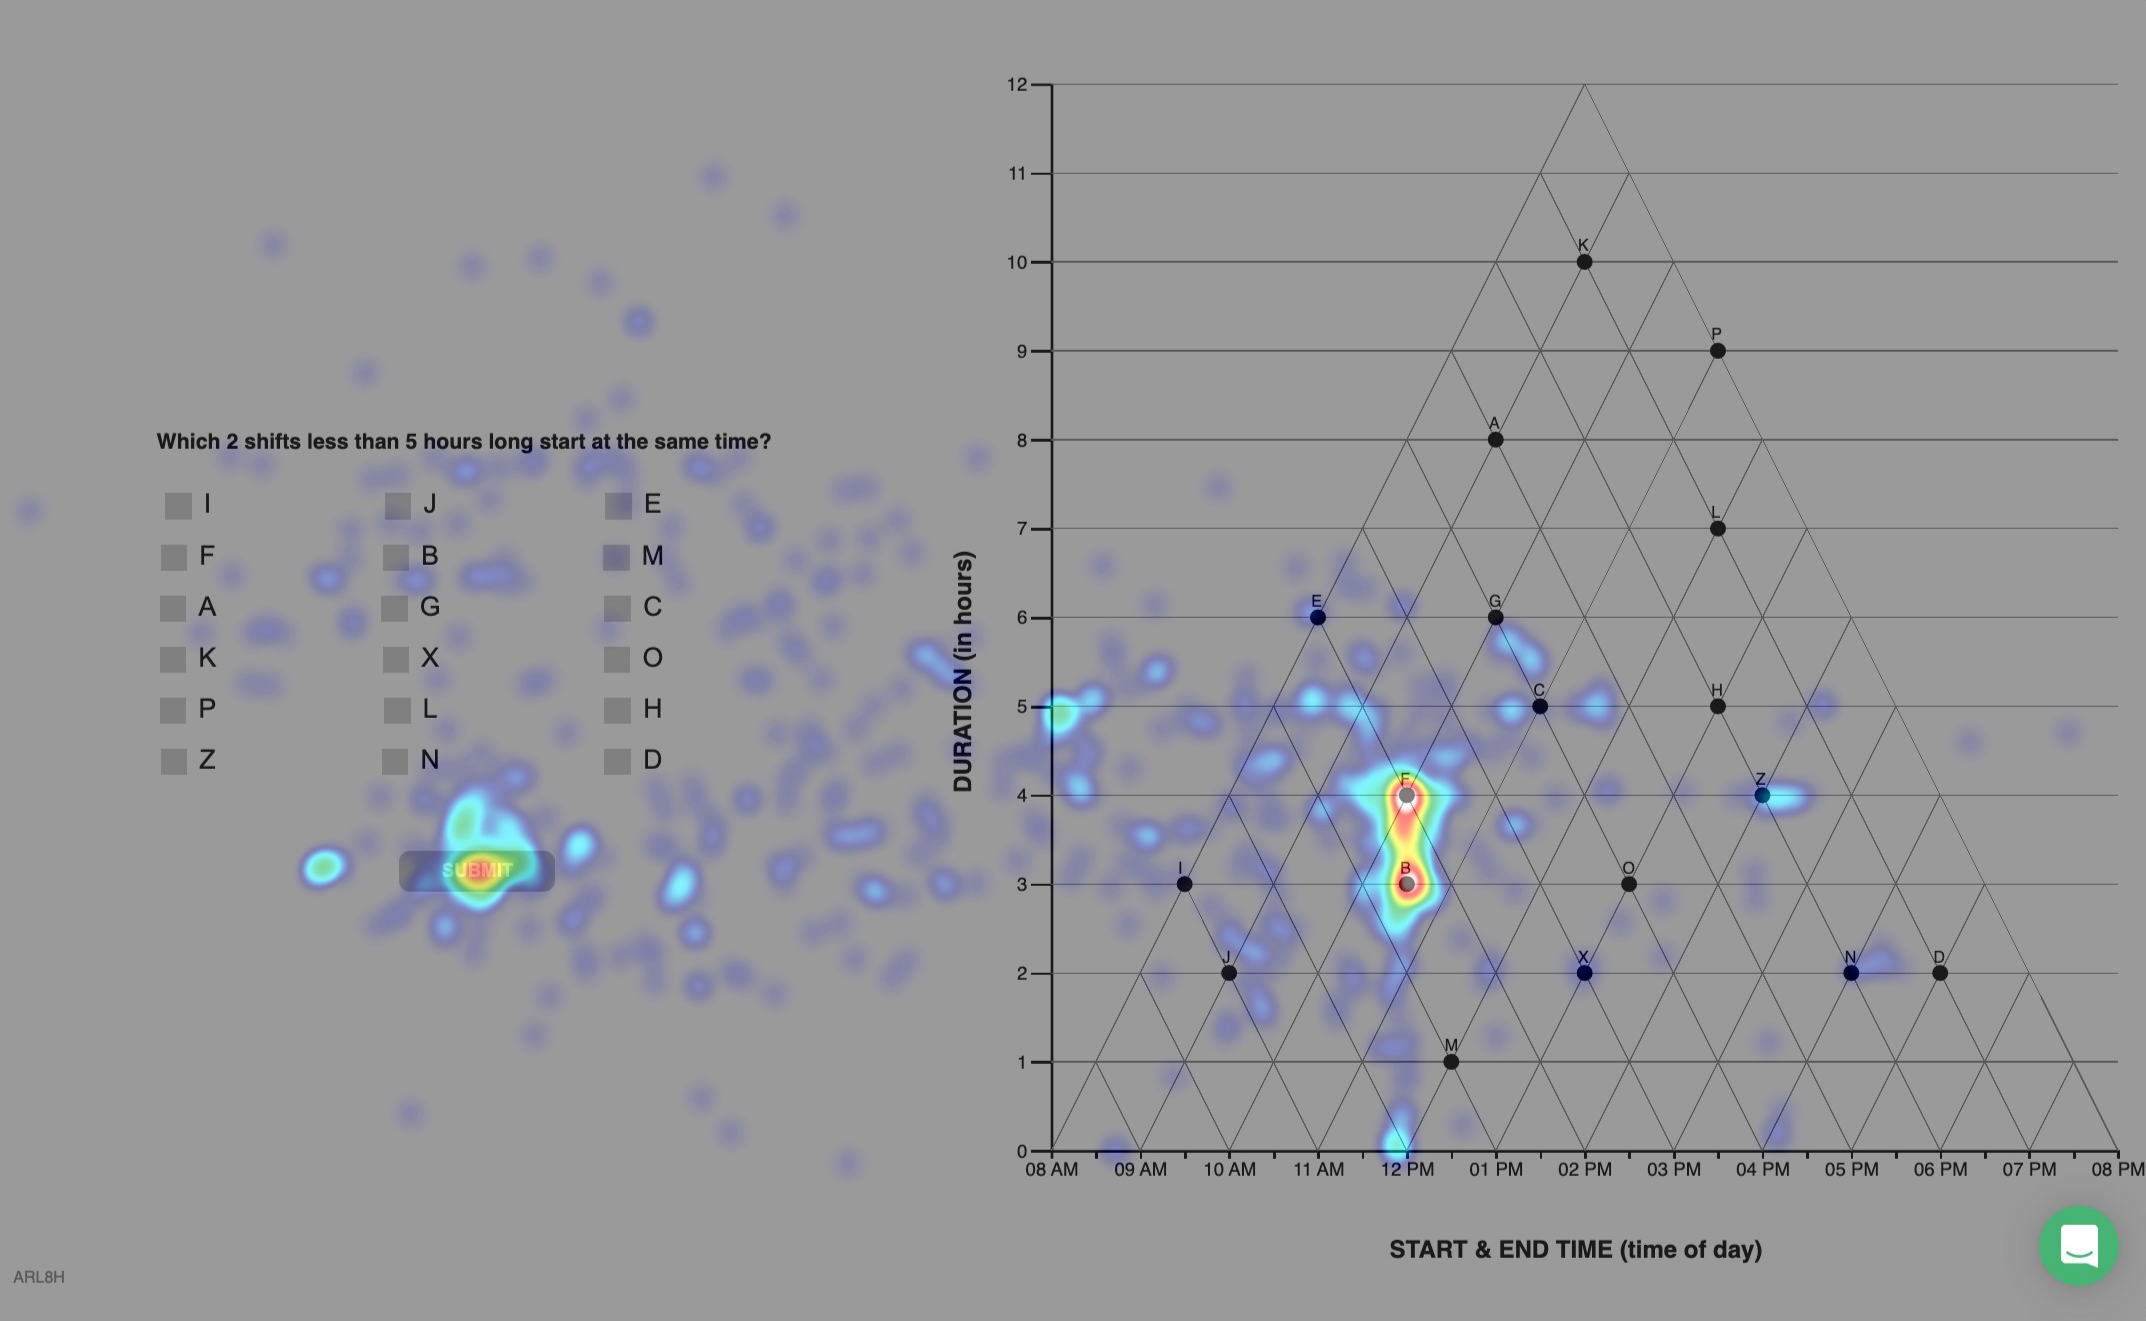 Which 2 shifts less than 5 hours long start at the same time?
I J E
F B M
A G C
K X O
P L H
Z N D
SUBMIT
ARL8H
DURATION (in hours)
12
11
10
9
8
7
6
5
4
3
2
1
0
K
P
A
L
E
G
C
H
F
Z
I
B
O
J
X
N
D
M
08 AM 09 AM 10 AM 11 AM 12 PM 01 PM 02 PM 03 PM 04 PM 05 PM 06 PM 07 PM 08 PM
START & END TIME (time of day)